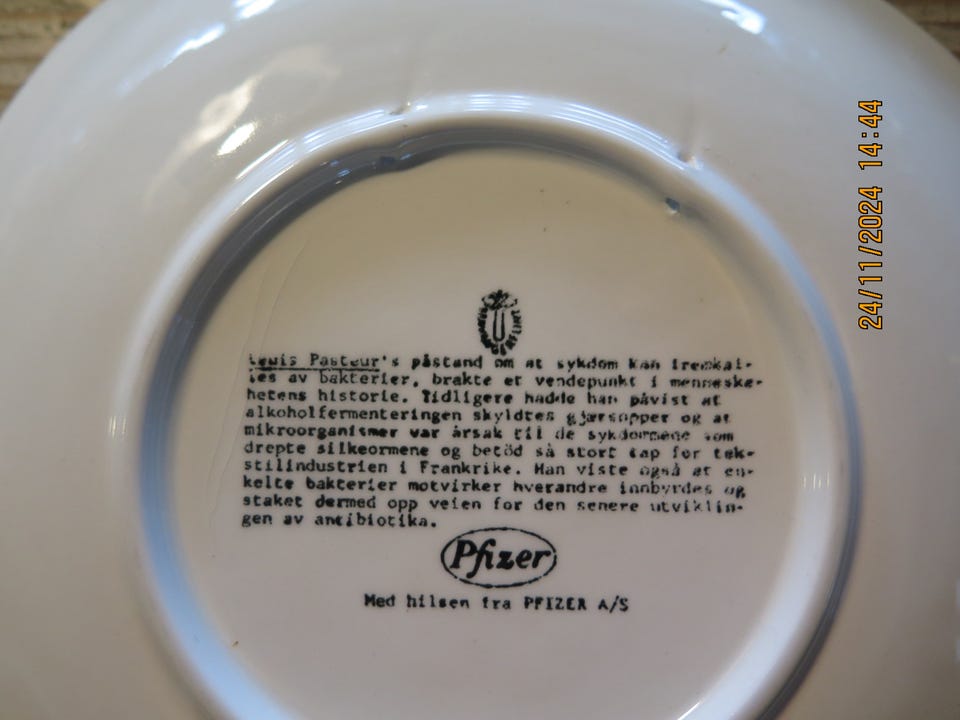 Louis Pasteur's påstand om at sykdom kan fremkal-
les av bakterier, brakte et vendepunkt i menneske-
hetens historie. Tidligere hadde han påvist at
alkoholfermenteringen skyldtes gjærsopper og at
mikroorganismer var årsak til de sykdommene som
drepte silkeormene og betöd så stort tap for tek-
stilindustrien i Frankrike. Han viste også at en-
kelte bakterier motvirker hverandre innbyrdes og
staket dermed opp veien for den senere utviklin-
gen av antibiotika.
Pfizer
Med hilsen fra PFIZER A/S
24/11/2024 14:44